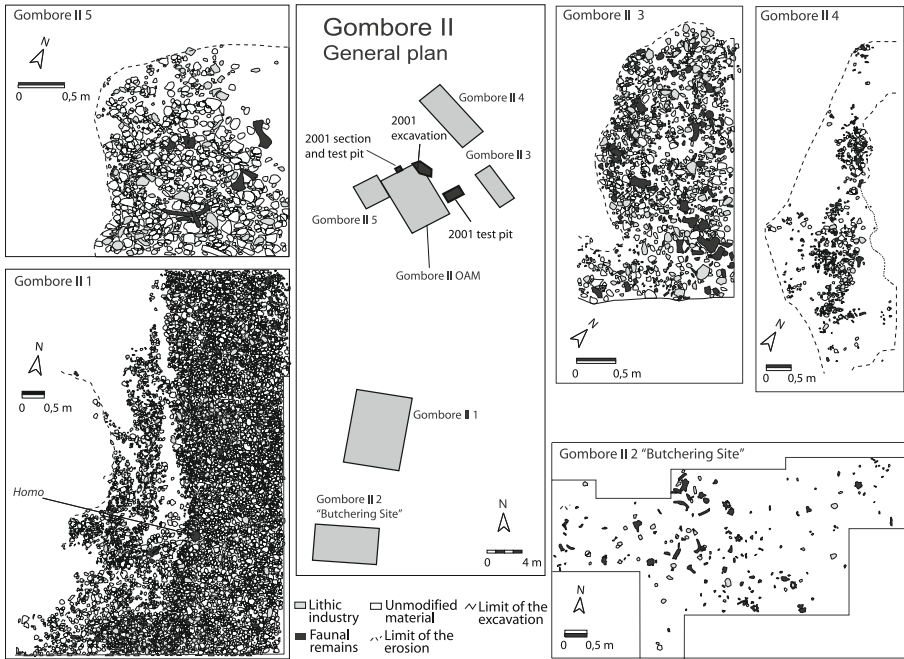 Gombore II 5
N
0 0,5 m
Gombore II 1
N
0 0,5 m
Homo
Gombore II
General plan
Gombore II 4
2001
excavation
2001 section
and test pit
Gombore II 3
Gombore II 5
2001 test pit
Gombore II OAM
Gombore II 1
Gombore II 2
"Butchering Site"
N
4 m
Gombore II 3
N
0 0,5 m
Gombore II 4
N
0 0,5 m
Gombore II 2 "Butchering Site"
N
0 0,5 m
Lithic
industry
Unmodified
material
Limit of the
excavation
Faunal
remains
Limit of the
erosion